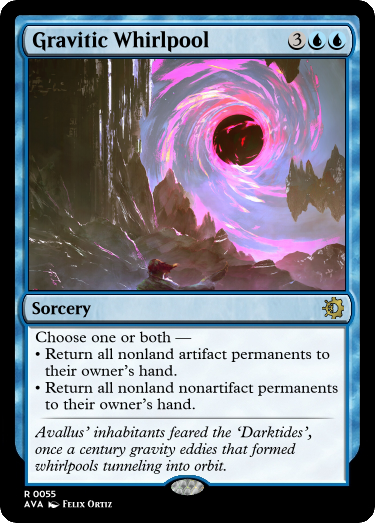 Gravitic Whirlpool 3
Sorcery
Choose one or both —
• Return all nonland artifact permanents to
their owner's hand.
• Return all nonland nonartifact permanents
to their owner's hand.
Avallus' inhabitants feared the 'Darktides',
once a century gravity eddies that formed
whirlpools tunneling into orbit.
R 0055
AVA Felix Ortiz